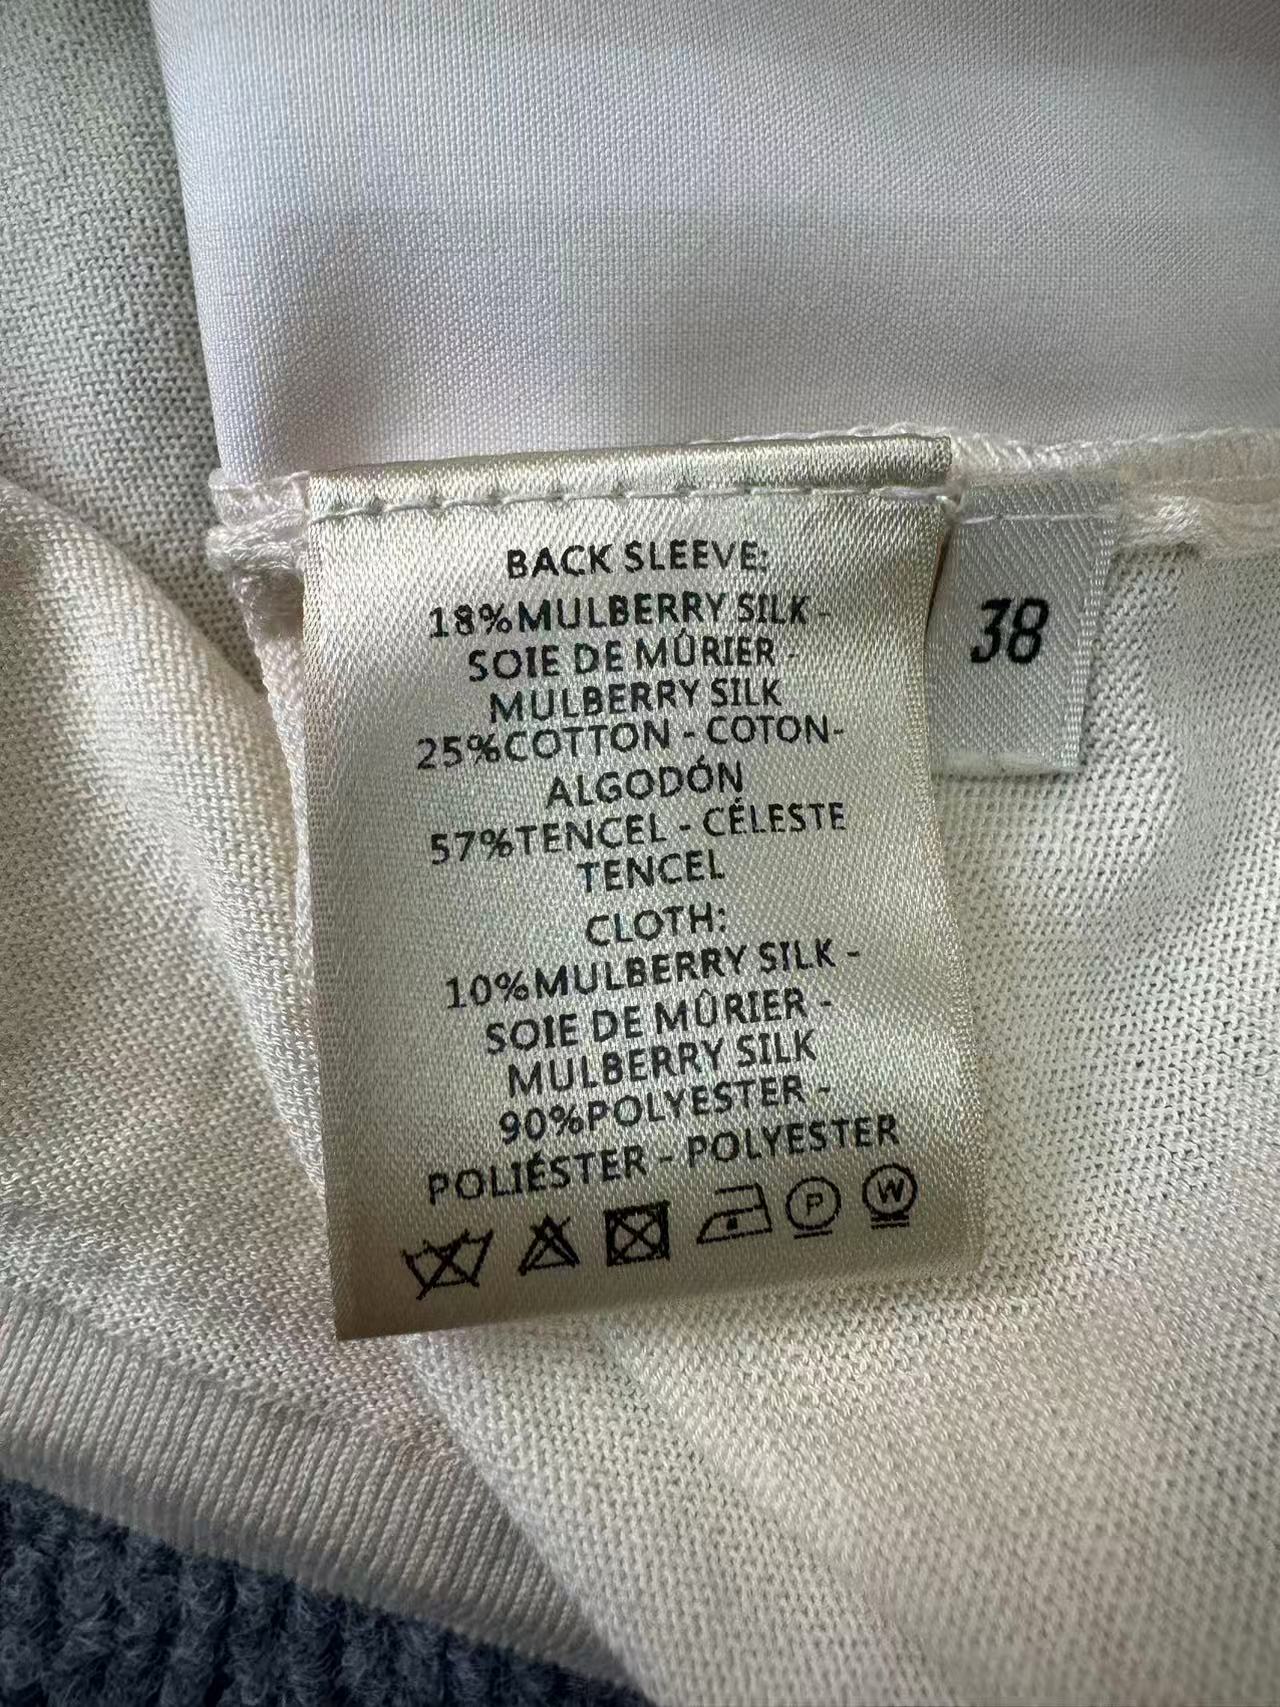 BACK SLEEVE:
18%MULBERRY SILK -
SOIE DE MÛRIER -
MULBERRY SILK
25%COTTON - COTON-
ALGODÓN
57%TENCEL - CÉLESTE
TENCEL
CLOTH:
10%MULBERRY SILK -
SOIE DE MÛRIER -
MULBERRY SILK
90%POLYESTER -
POLIÉSTER - POLYESTER
P W
38